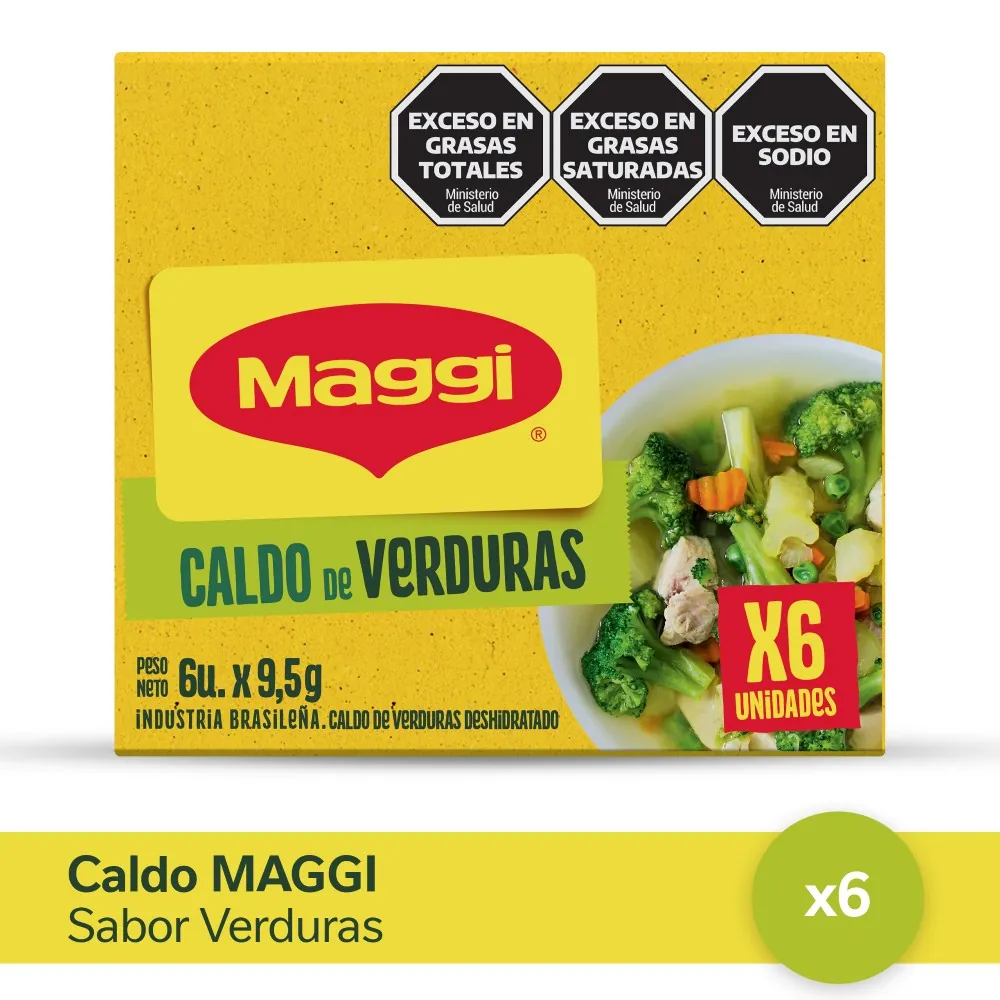 EXCESO EN
GRASAS
TOTALES
Ministerio
de Salud
EXCESO EN
GRASAS
SATURADAS
Ministerio
de Salud
EXCESO EN
SODIO
Ministerio
de Salud
Maggi
®
CALDO DE VERDURAS
PESO
NETO 6u. x 9,5g
INDUSTRIA BRASILEÑA. CALDO DE VERDURAS DESHIDRATADO
X6
UNIDADES
Caldo MAGGI
Sabor Verduras
x6